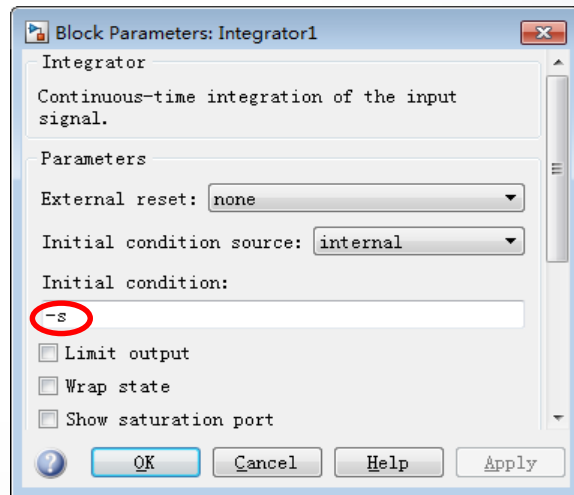 Block Parameters: Integrator1
Integrator
Continuous-time integration of the input
signal.
Parameters
External reset: none
Initial condition source: internal
Initial condition:
-s
Limit output
Wrap state
Show saturation port
? OK Cancel Help Apply